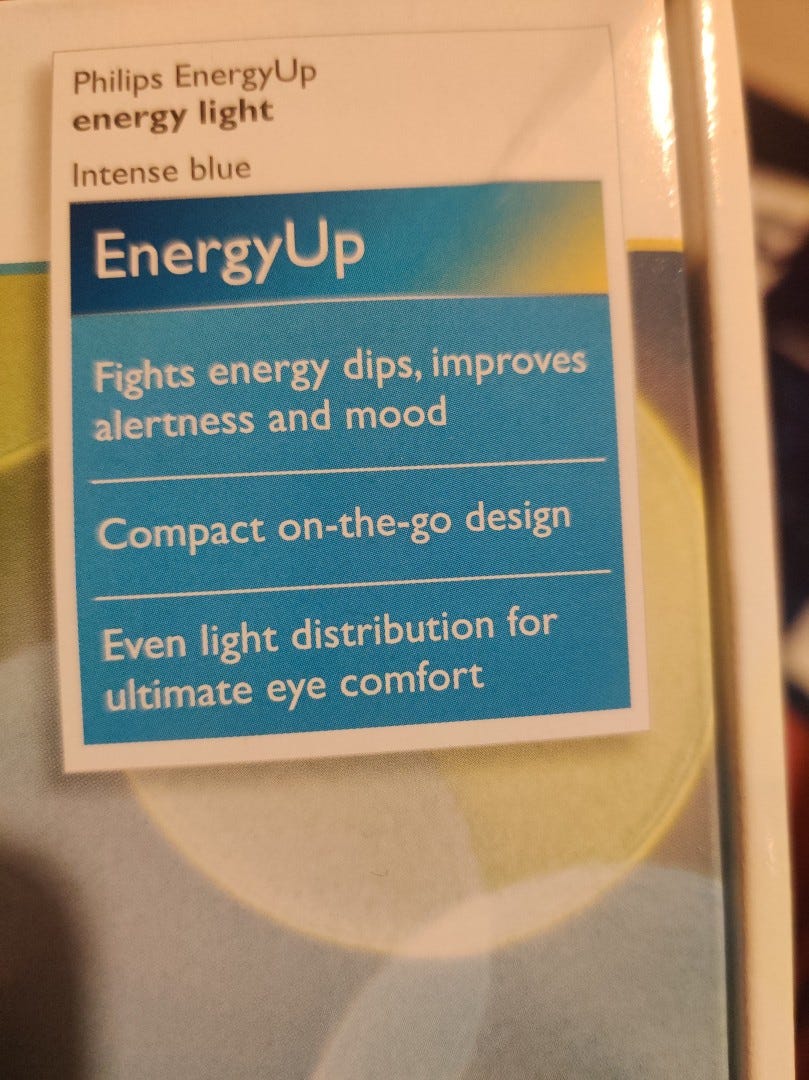 Philips EnergyUp
energy light
Intense blue
EnergyUp
Fights energy dips, improves
alertness and mood
Compact on-the-go design
Even light distribution for
ultimate eye comfort